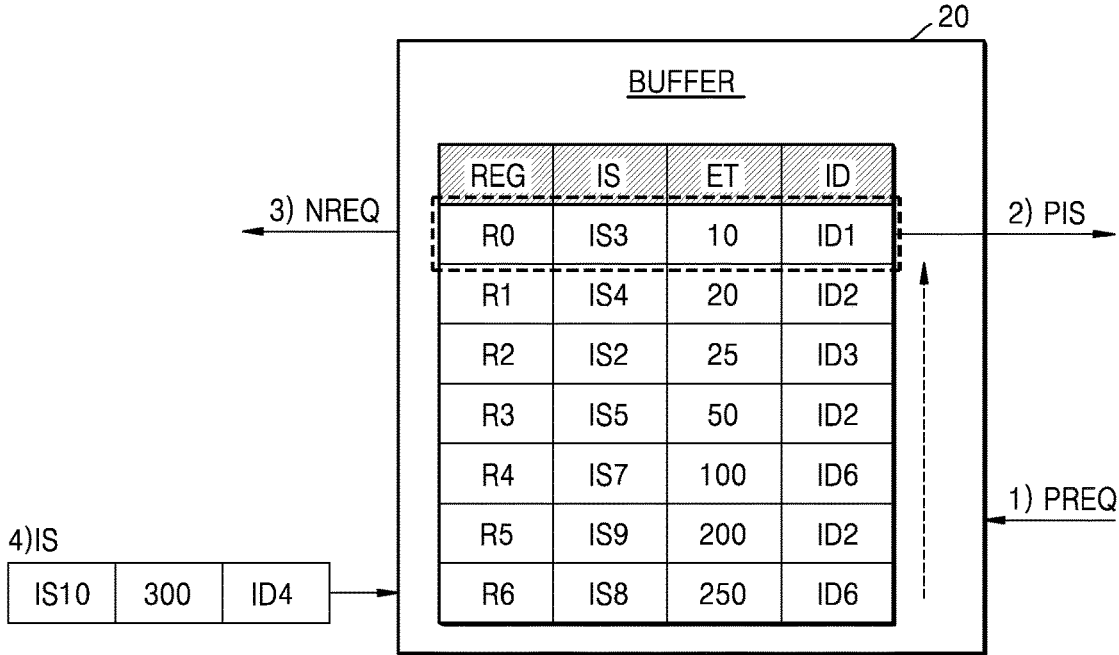 20
BUFFER
REG IS ET ID
3) NREQ
R0 IS3 10 ID1
2) PIS
R1 IS4 20 ID2
R2 IS2 25 ID3
R3 IS5 50 ID2
R4 IS7 100 ID6
1) PREQ
R5 IS9 200 ID2
4)IS
IS10 300 ID4
R6 IS8 250 ID6